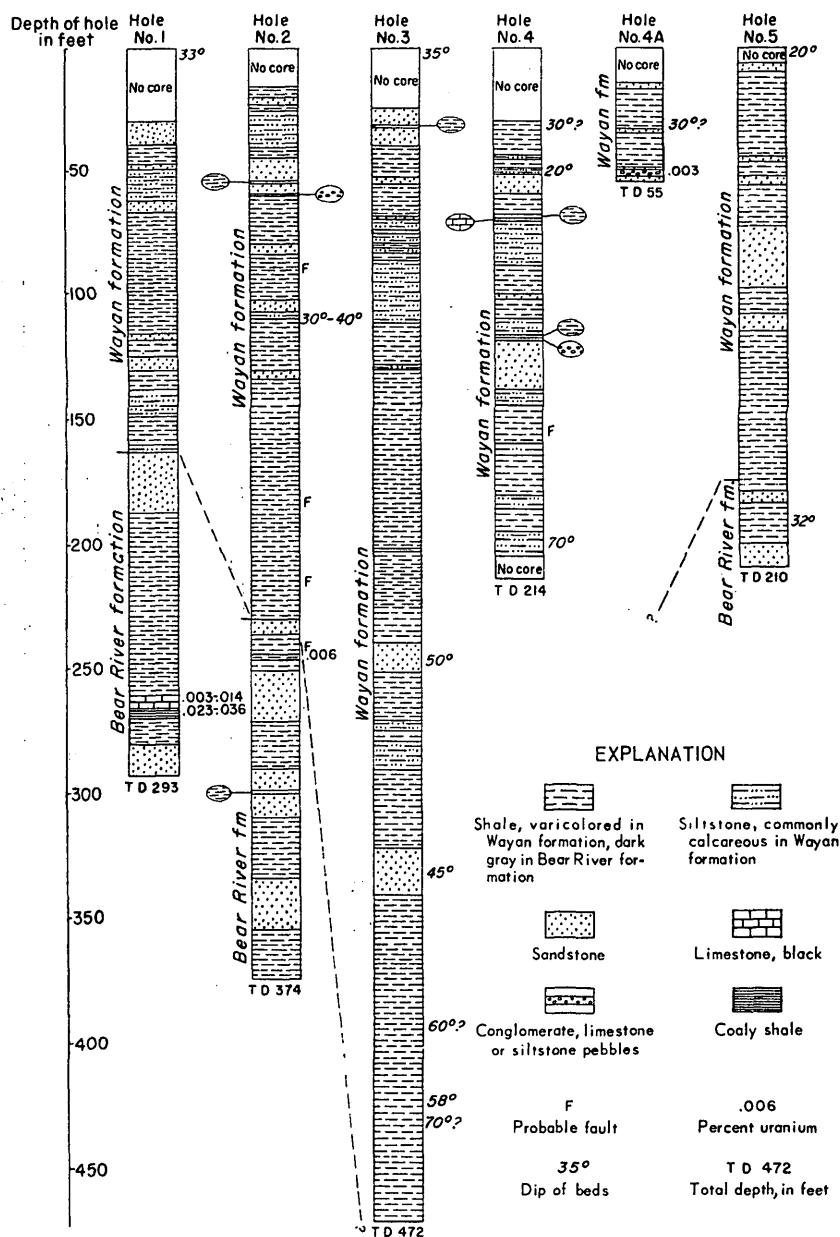 Depth of hole
in feet
Hole
No.1
Hole
No.2
Hole
No.3
Hole
No.4
Hole
No.4A
Hole
No.5
50
100
150
200
250
300
350
400
450
33°
No core
Wayan formation
Bear River formation
.003-.014
.023-.036
T D 293
No core
F
30°-40°
F
F
F
.006
Wayan formation
Bear River fm
T D 374
35°
No core
Wayan formation
50°
45°
60°?
58°
70°?
?
T D 472
No core
30°?
20°
Wayan formation
F
70°
No core
T D 214
No core
Wayan fm
30°?
.003
T D 55
No core
20°
Wayan formation
Bear River fm.
32°
?
T D 210
EXPLANATION
Shale, varicolored in
Wayan formation, dark
gray in Bear River for-
mation
Siltstone, commonly
calcareous in Wayan
formation
Sandstone
Limestone, black
Conglomerate, limestone
or siltstone pebbles
Coaly shale
F
Probable fault
.006
Percent uranium
35°
Dip of beds
T D 472
Total depth, in feet